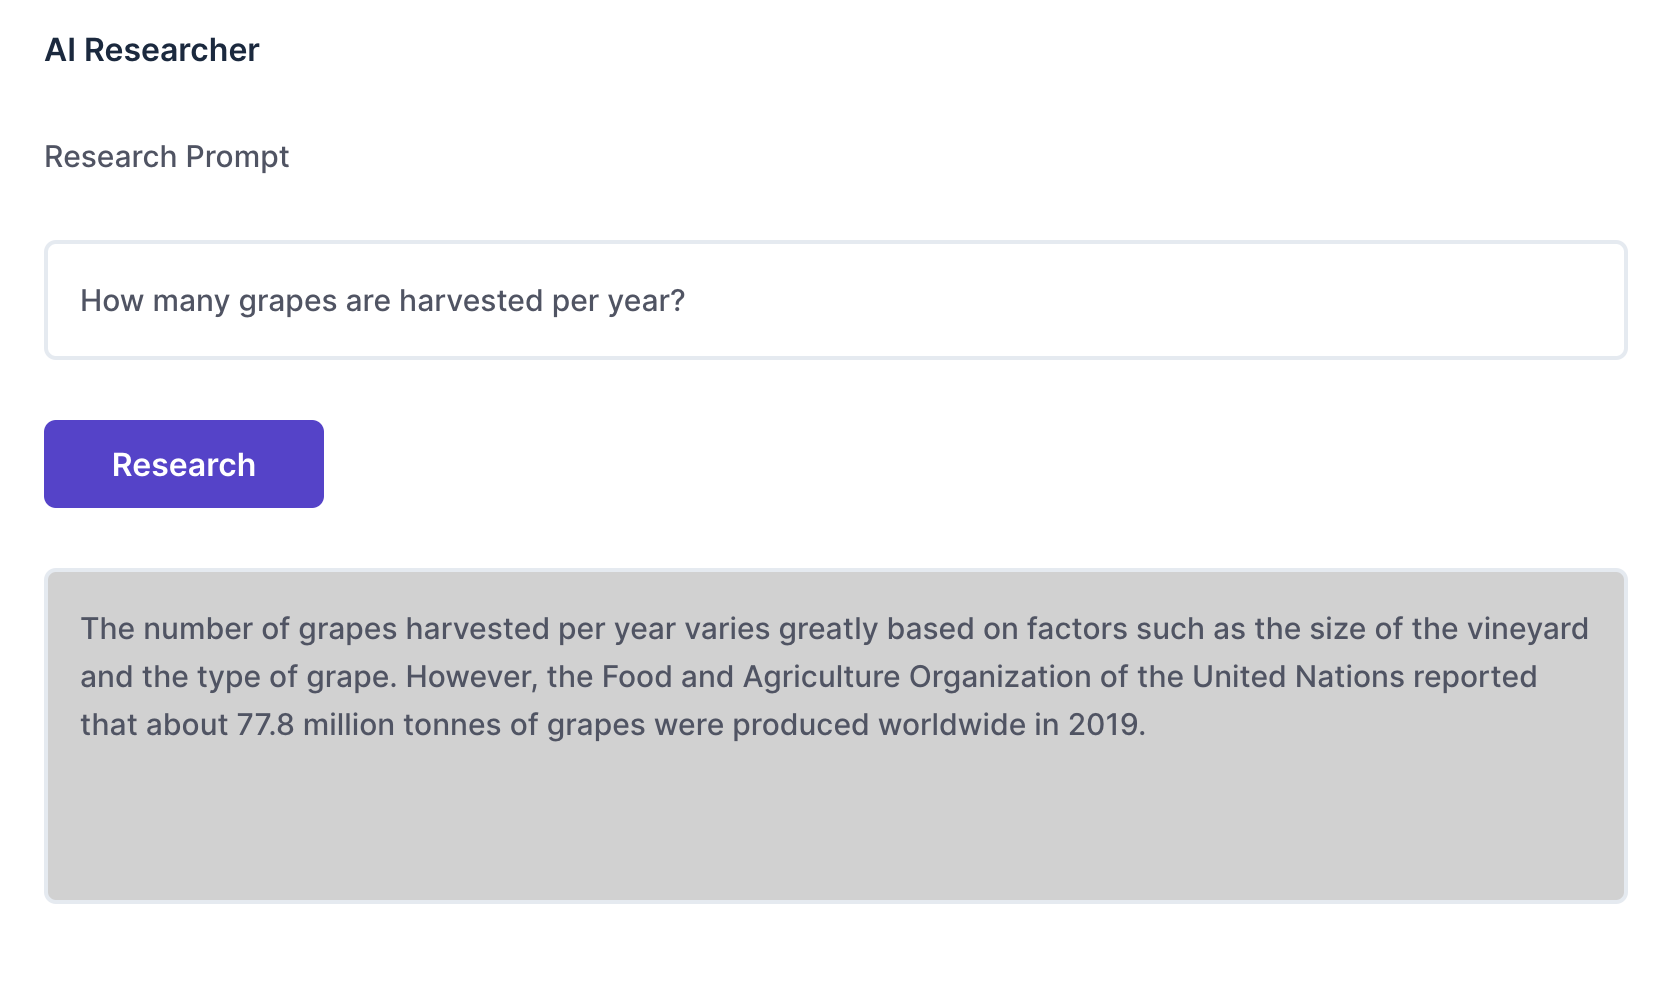 AI Researcher
Research Prompt
How many grapes are harvested per year?
Research
The number of grapes harvested per year varies greatly based on factors such as the size of the vineyard
and the type of grape. However, the Food and Agriculture Organization of the United Nations reported
that about 77.8 million tonnes of grapes were produced worldwide in 2019.